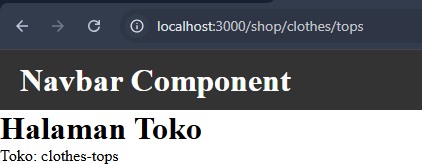 localhost:3000/shop/clothes/tops
Navbar Component
Halaman Toko
Toko: clothes-tops